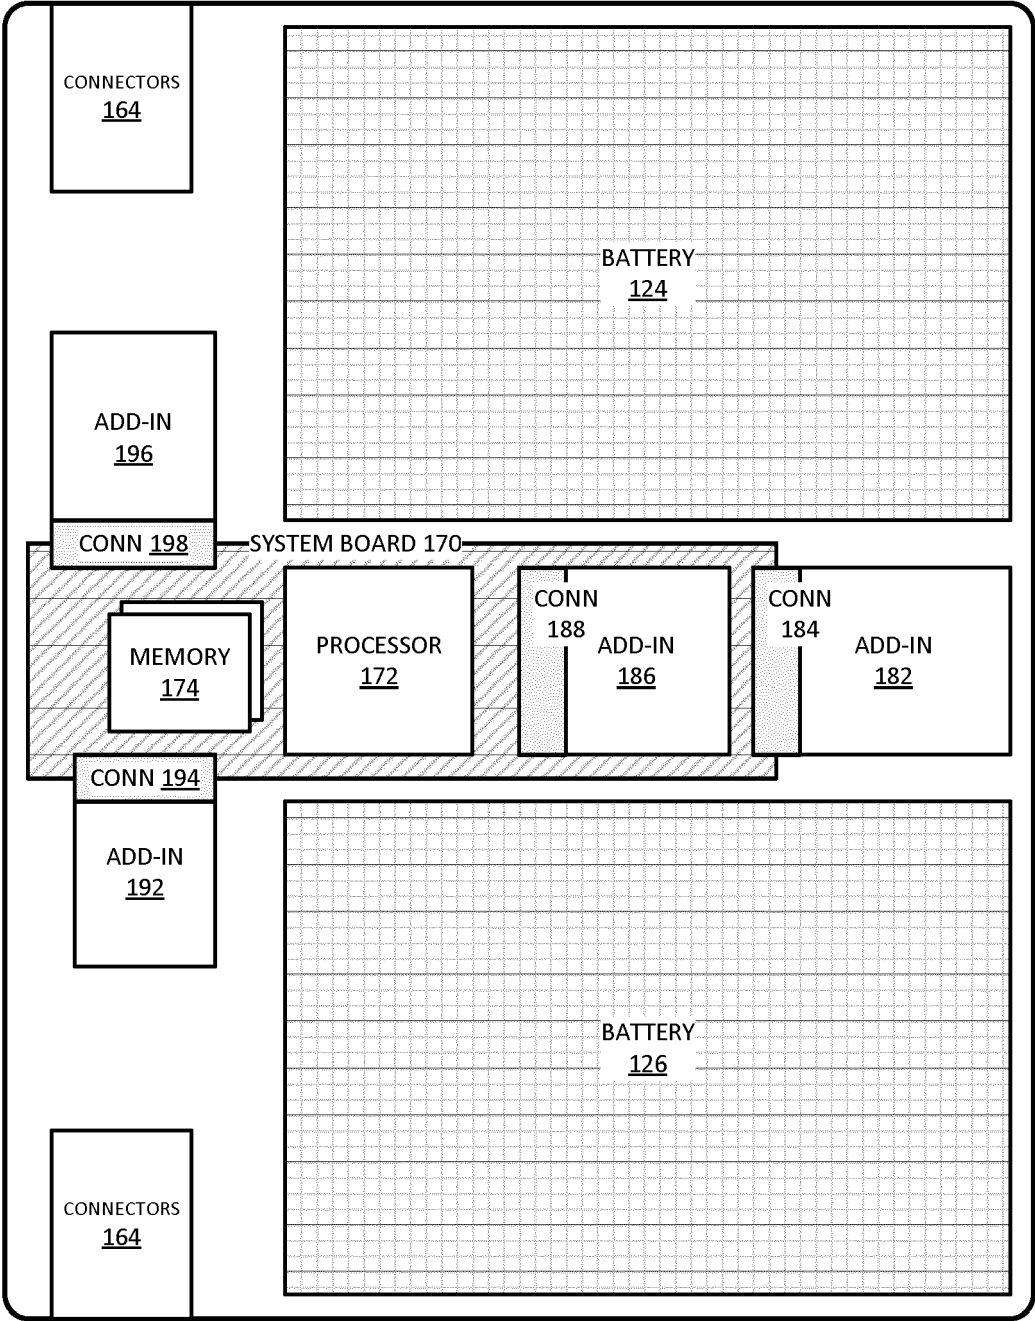 CONNECTORS
164
BATTERY
124
ADD-IN
196
CONN 198
SYSTEM BOARD 170
MEMORY
174
PROCESSOR
172
CONN
188
ADD-IN
186
CONN
184
ADD-IN
182
CONN 194
ADD-IN
192
BATTERY
126
CONNECTORS
164